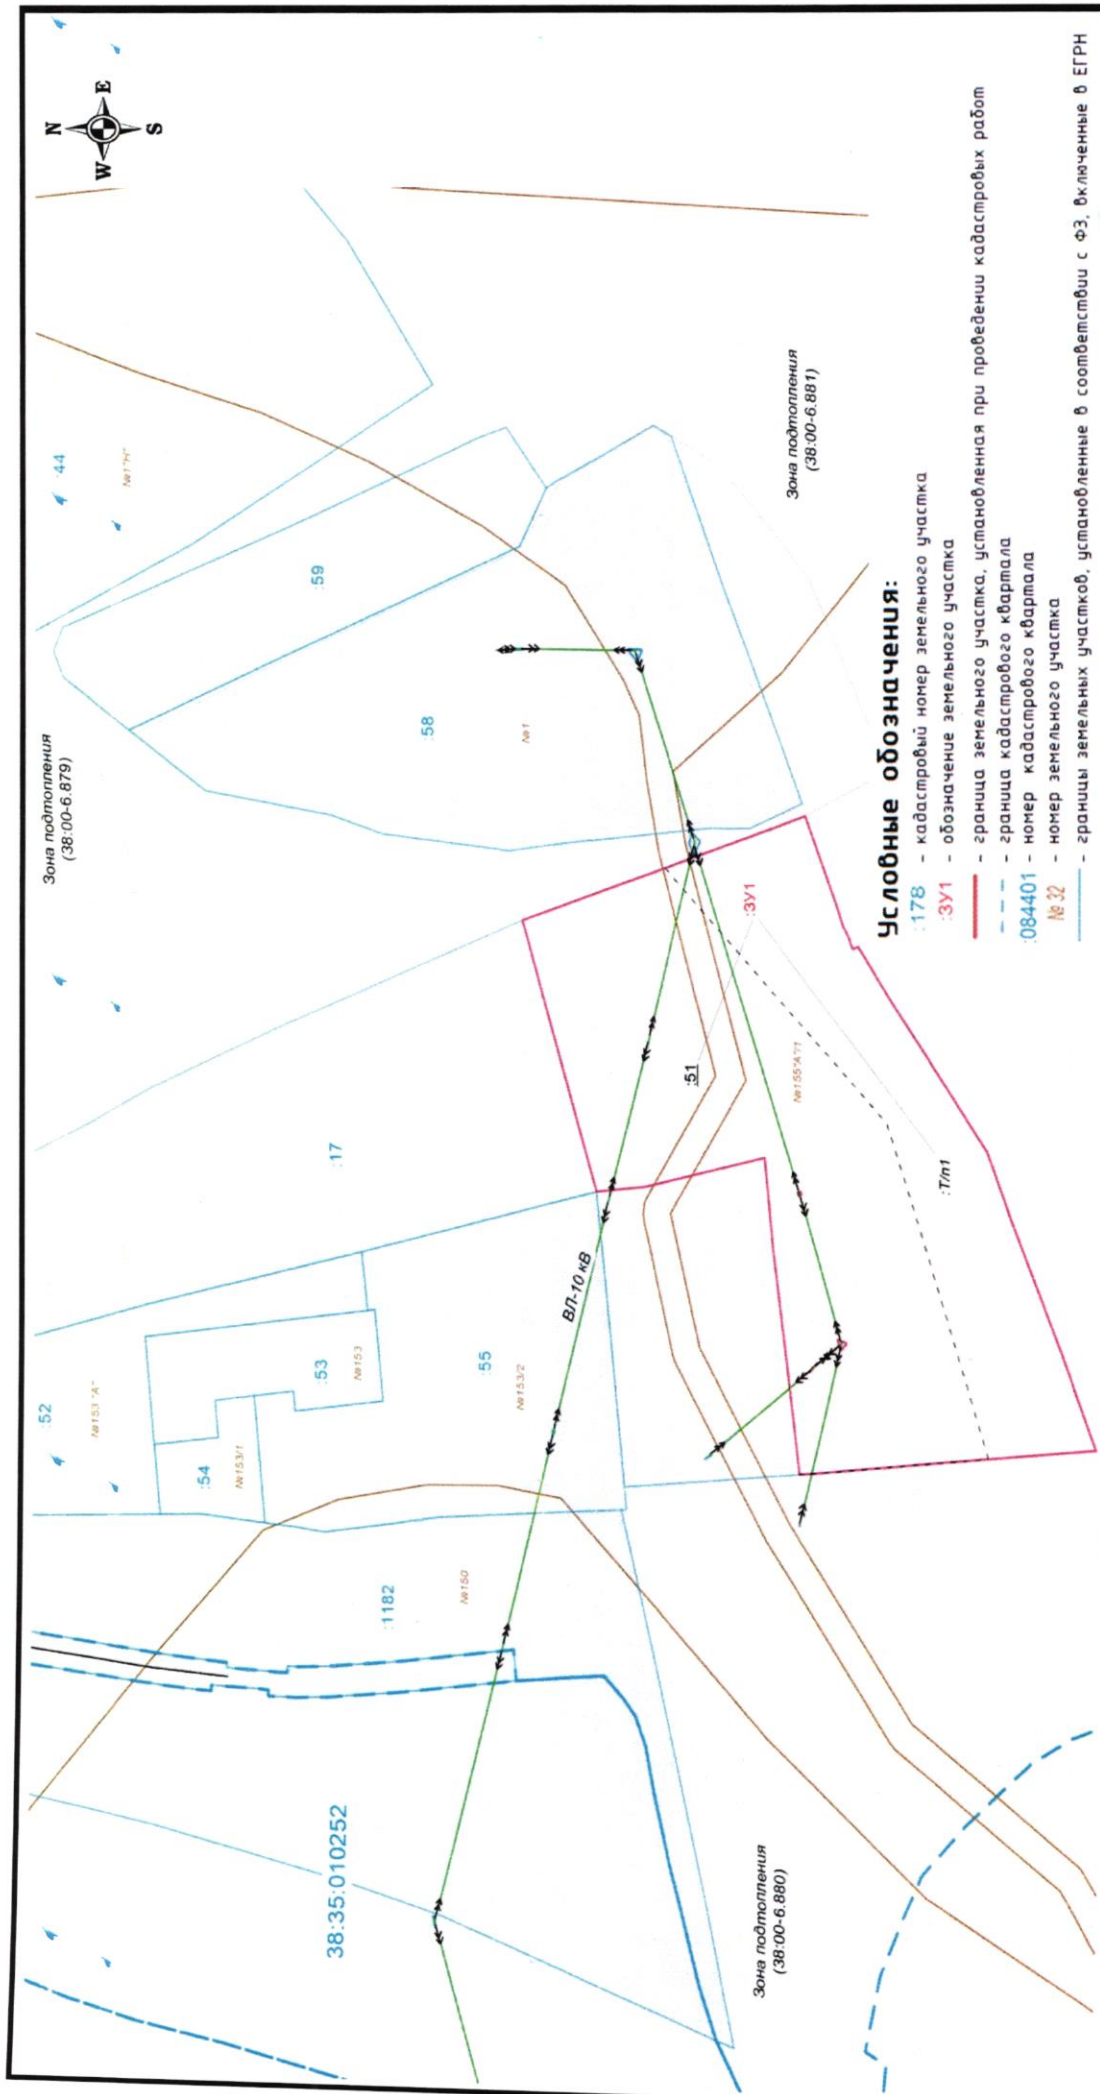 N
W
E
S
Зона подтопления
(38:00-6.879)
:44
№1"Н"
:59
:58
№1
Зона подтопления
(38:00-6.881)
:17
:52
№153 "А"
:53
№153
:54
№153/1
:55
№153/2
ВЛ-10 кВ
:51
:ЗУ1
:Т/п1
:1182
№150
38:35:010252
Зона подтопления
(38:00-6.880)
Условные обозначения:
:178 - кадастровый номер земельного участка
:ЗУ1 - обозначение земельного участка
- граница земельного участка, установленная при проведении кадастровых работ
- граница кадастрового квартала
:084401 - номер кадастрового квартала
№ 32 - номер земельного участка
- границы земельных участков, установленные в соответствии с ФЗ, включенные в ЕГРН